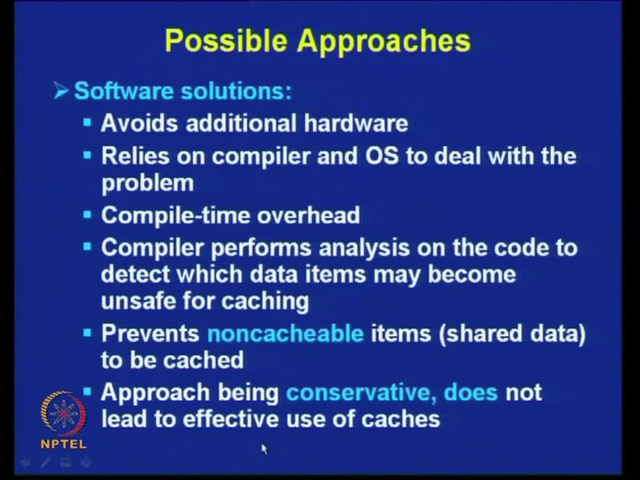 Possible Approaches
Software solutions:
Avoids additional hardware
Relies on compiler and OS to deal with the
problem
Compile-time overhead
Compiler performs analysis on the code to
detect which data items may become
unsafe for caching
Prevents noncacheable items (shared data)
to be cached
Approach being conservative, does not
lead to effective use of caches
NPTEL